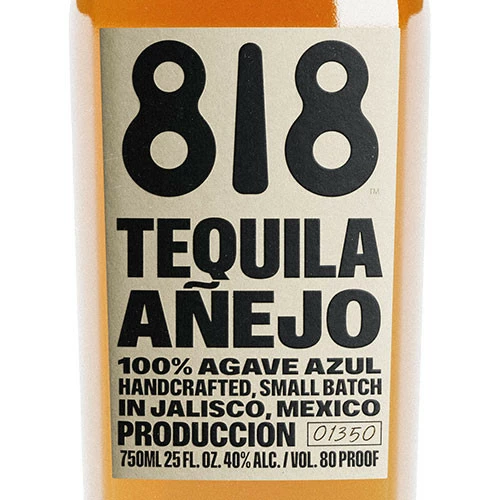 818
TM
TEQUILA
AÑEJO
100% AGAVE AZUL
HANDCRAFTED, SMALL BATCH
IN JALISCO, MEXICO
PRODUCCION 01350
750ML 25 FL. OZ. 40% ALC. / VOL. 80 PROOF